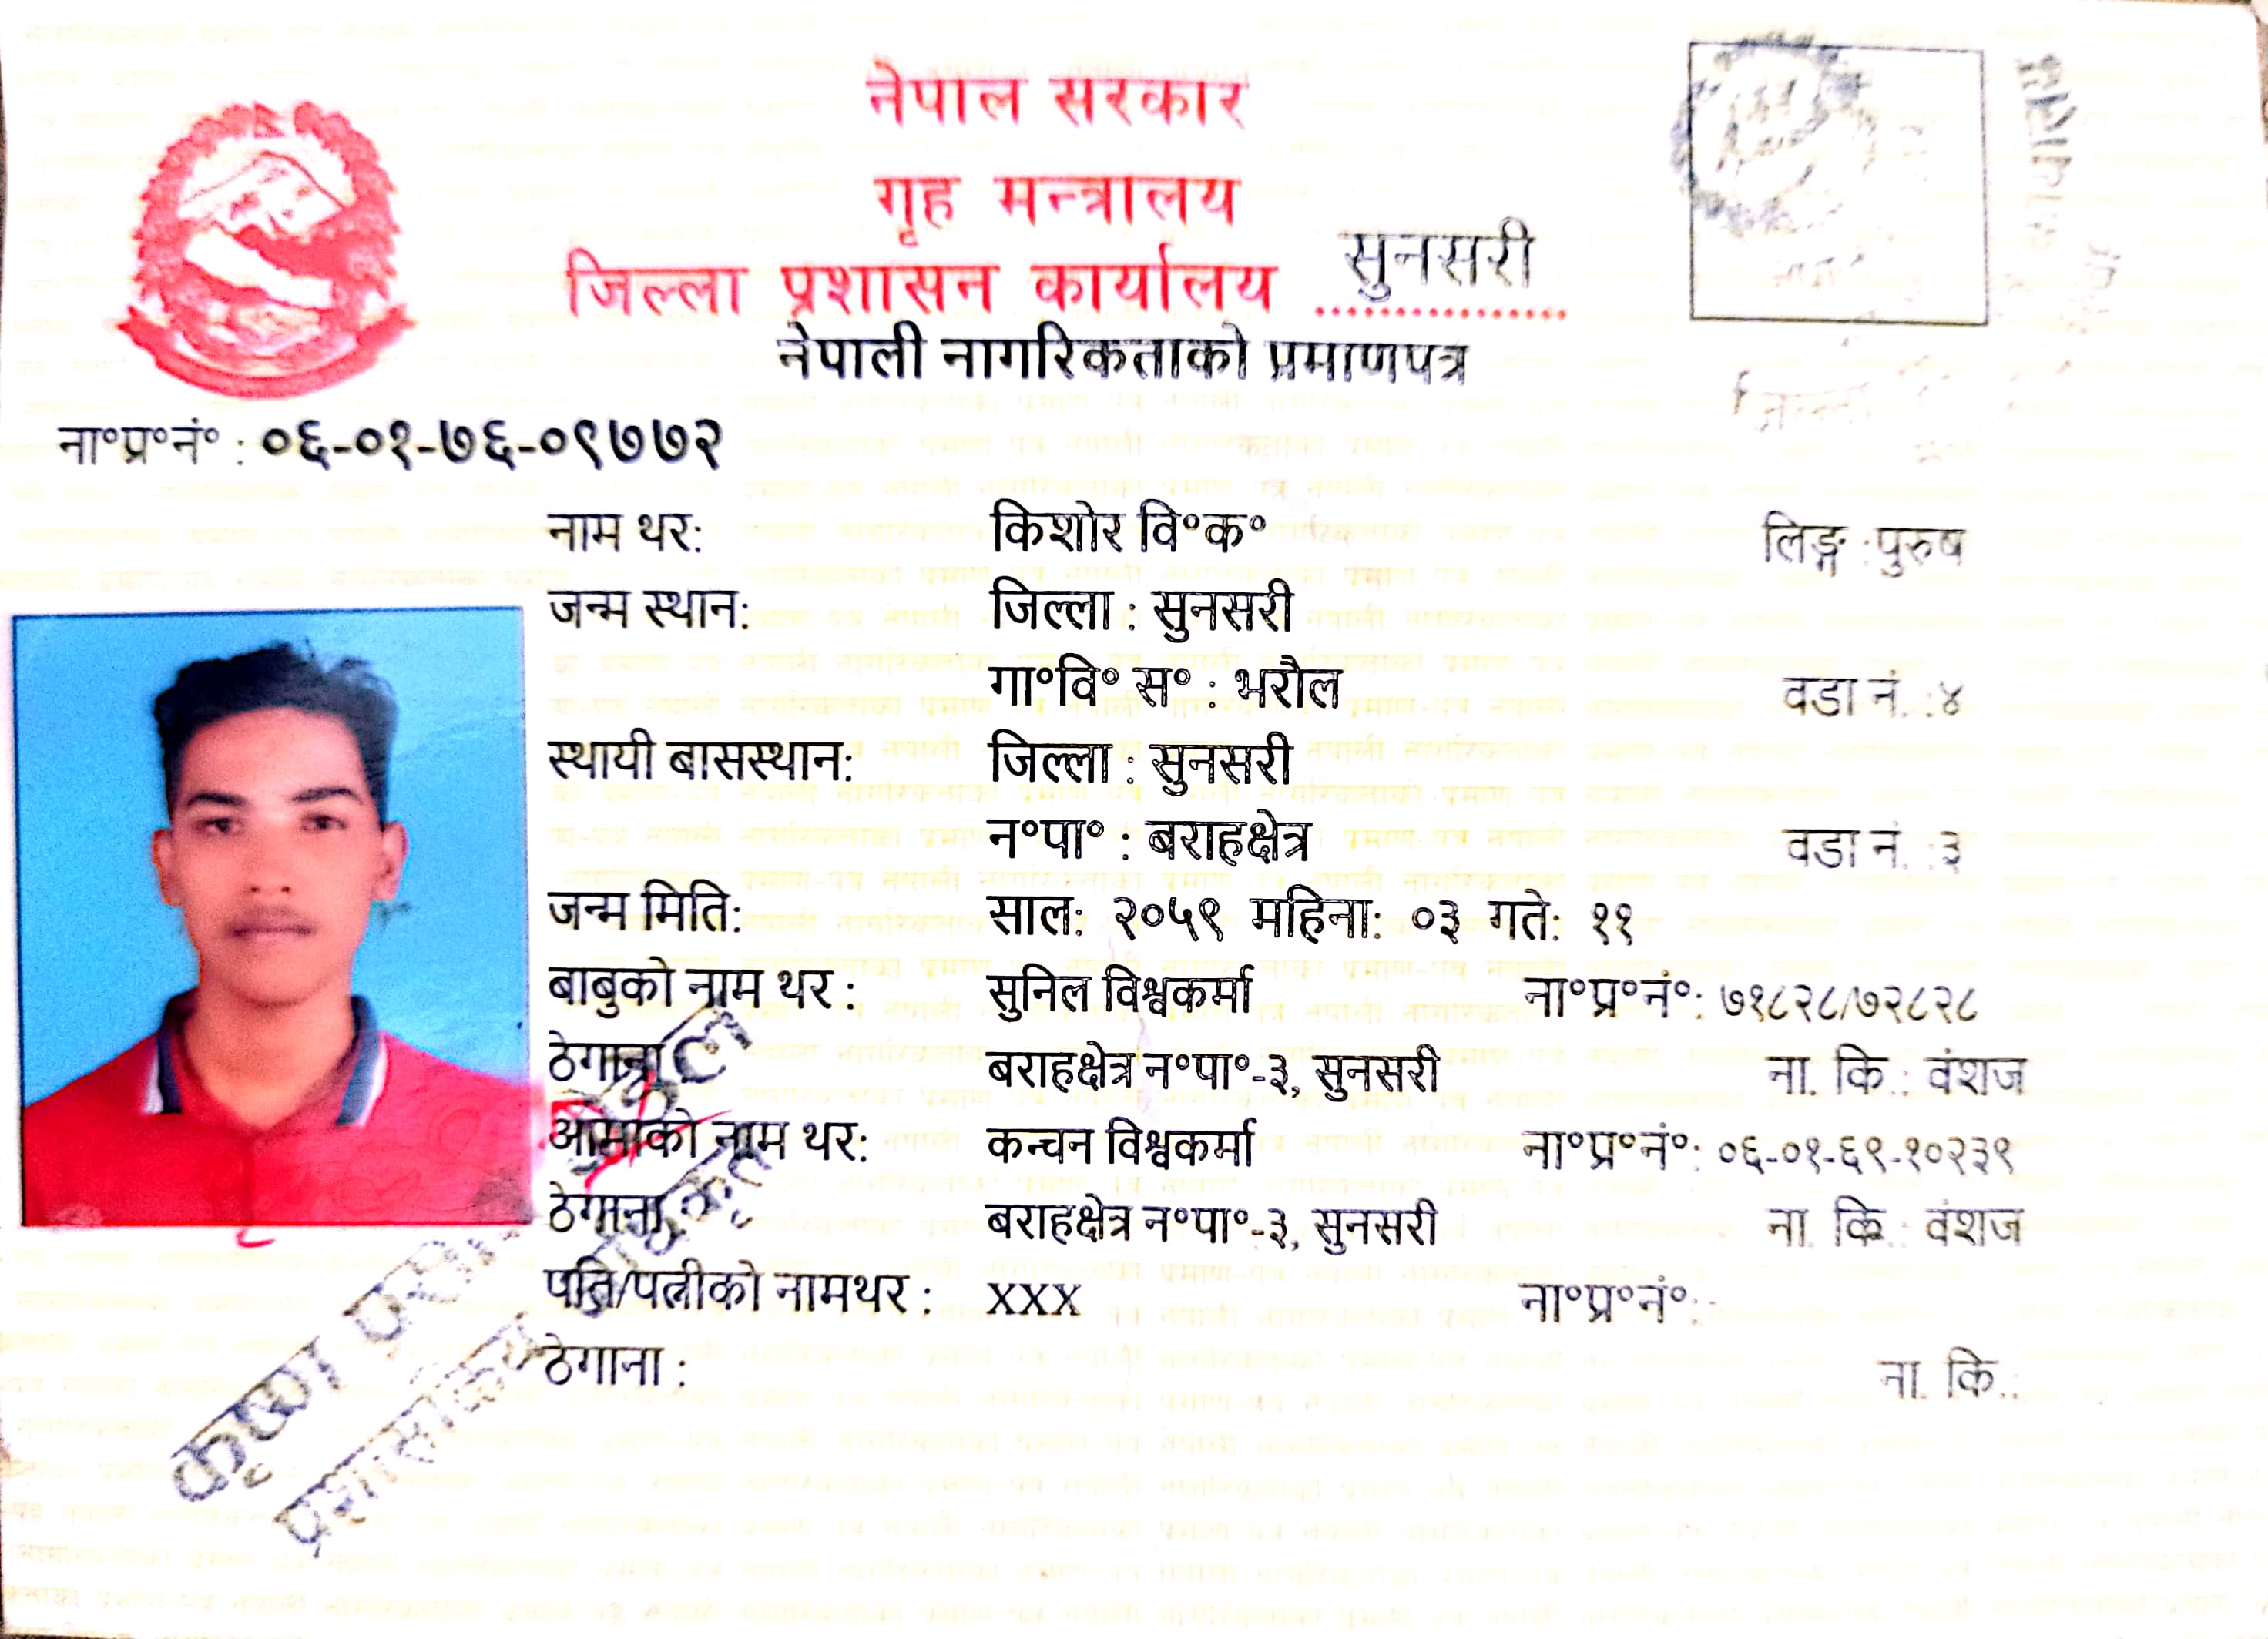 नेपाल सरकार
गृह मन्त्रालय
जिल्ला प्रशासन कार्यालय सुनसरी
नेपाली नागरिकताको प्रमाणपत्र
ना॰प्र॰नं॰ : ०६-०१-७६-०९७७२
नाम थर: किशोर वि॰क॰ लिङ्ग :पुरुष
जन्म स्थान: जिल्ला : सुनसरी
गा॰वि॰ स॰ : भरौल वडा नं. :४
स्थायी बासस्थान: जिल्ला : सुनसरी
न॰पा॰ : बराहक्षेत्र वडा नं. :३
जन्म मिति: साल: २०५९ महिना: ०३ गते: ११
बाबुको नाम थर : सुनिल विश्वकर्मा ना॰प्र॰नं॰: ७१८२८/७२८२८
ठेगाना बराहक्षेत्र न॰पा॰-३, सुनसरी ना. कि.: वंशज
आमाको नाम थर: कन्चन विश्वकर्मा ना॰प्र॰नं॰: ०६-०१-६९-१०२३९
ठेगाना बराहक्षेत्र न॰पा॰-३, सुनसरी ना. कि.: वंशज
पति/पत्नीको नामथर : xxx ना॰प्र॰नं॰:
ठेगाना : ना. कि.: